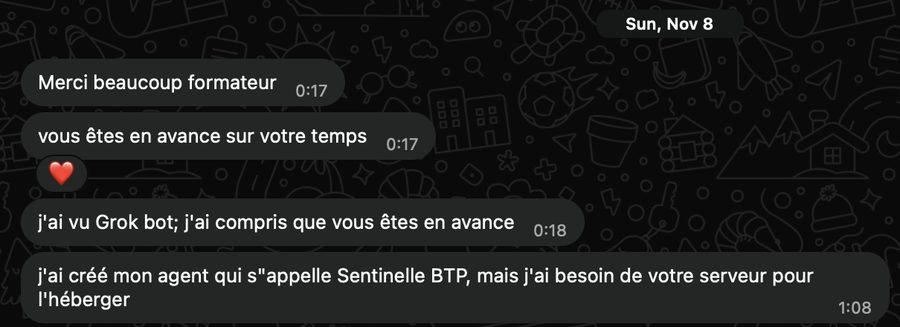 Sun, Nov 8
Merci beaucoup formateur 0:17
vous êtes en avance sur votre temps 0:17
j'ai vu Grok bot; j'ai compris que vous êtes en avance 0:18
j'ai créé mon agent qui s"appelle Sentinelle BTP, mais j'ai besoin de votre serveur pour
l'héberger 1:08